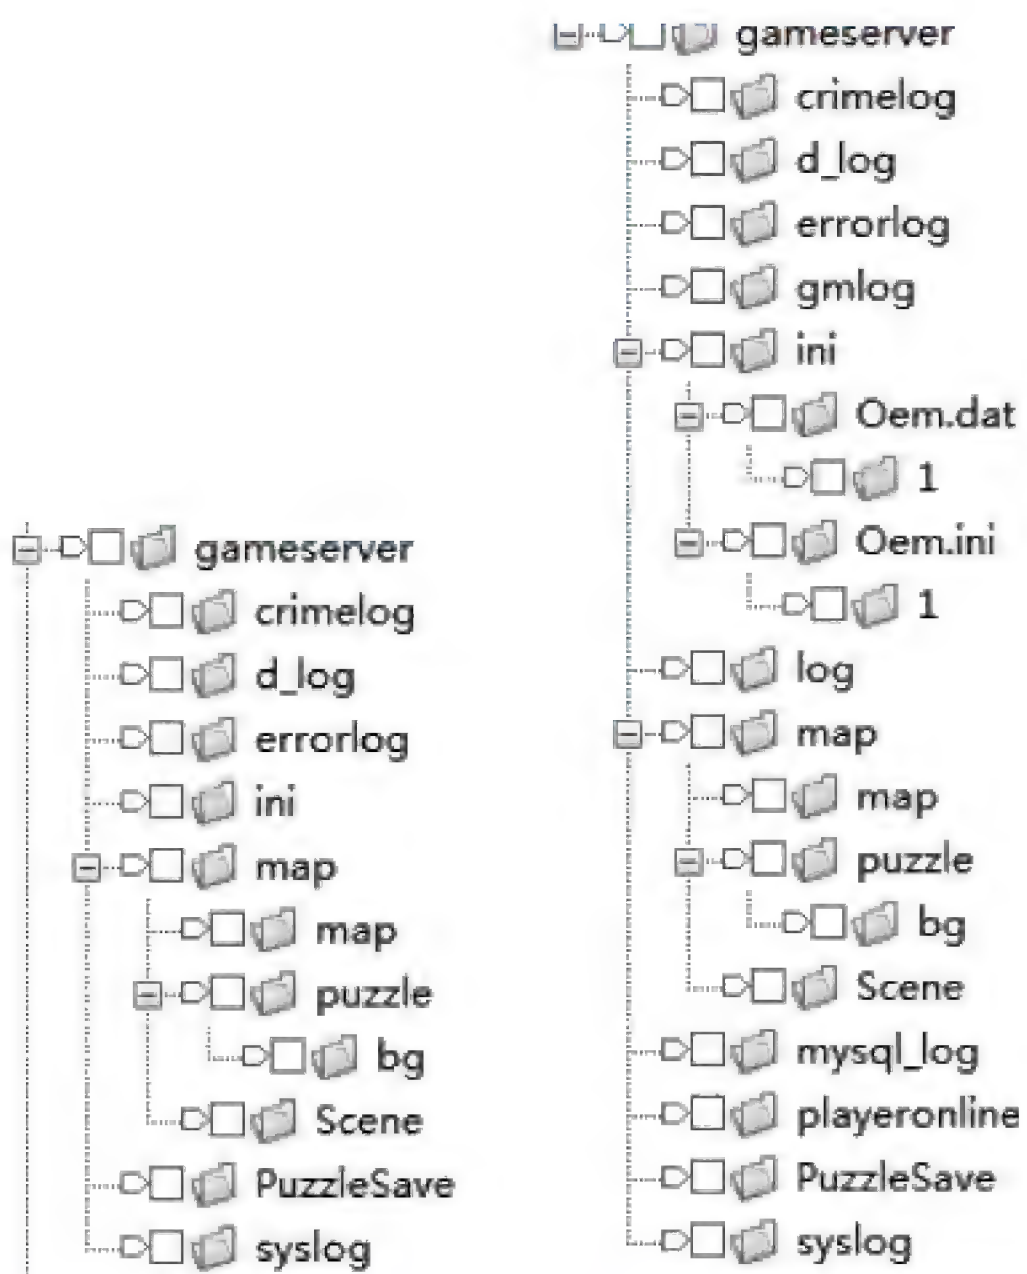 gameserver
crimelog
d_log
errorlog
ini
map
map
puzzle
bg
Scene
PuzzleSave
syslog
gameserver
crimelog
d_log
errorlog
gmlog
ini
Oem.dat
1
Oem.ini
1
log
map
map
puzzle
bg
Scene
mysql_log
playeronline
PuzzleSave
syslog